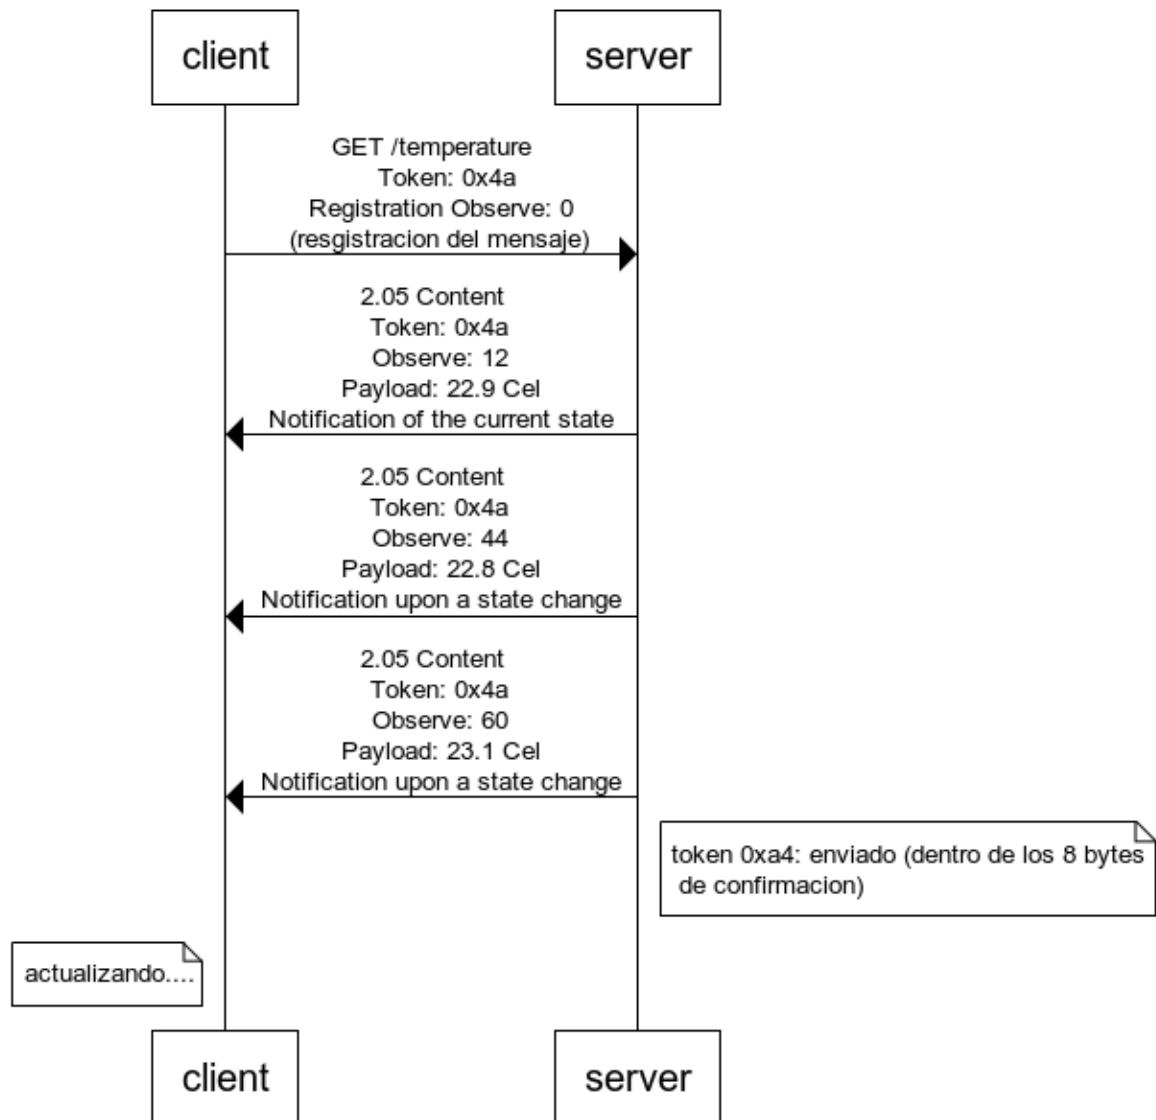 client
server
GET /temperature
Token: 0x4a
Registration Observe: 0
(resgistracion del mensaje)
2.05 Content
Token: 0x4a
Observe: 12
Payload: 22.9 Cel
Notification of the current state
2.05 Content
Token: 0x4a
Observe: 44
Payload: 22.8 Cel
Notification upon a state change
2.05 Content
Token: 0x4a
Observe: 60
Payload: 23.1 Cel
Notification upon a state change
token 0xa4: enviado (dentro de los 8 bytes
de confirmacion)
actualizando....
client
server